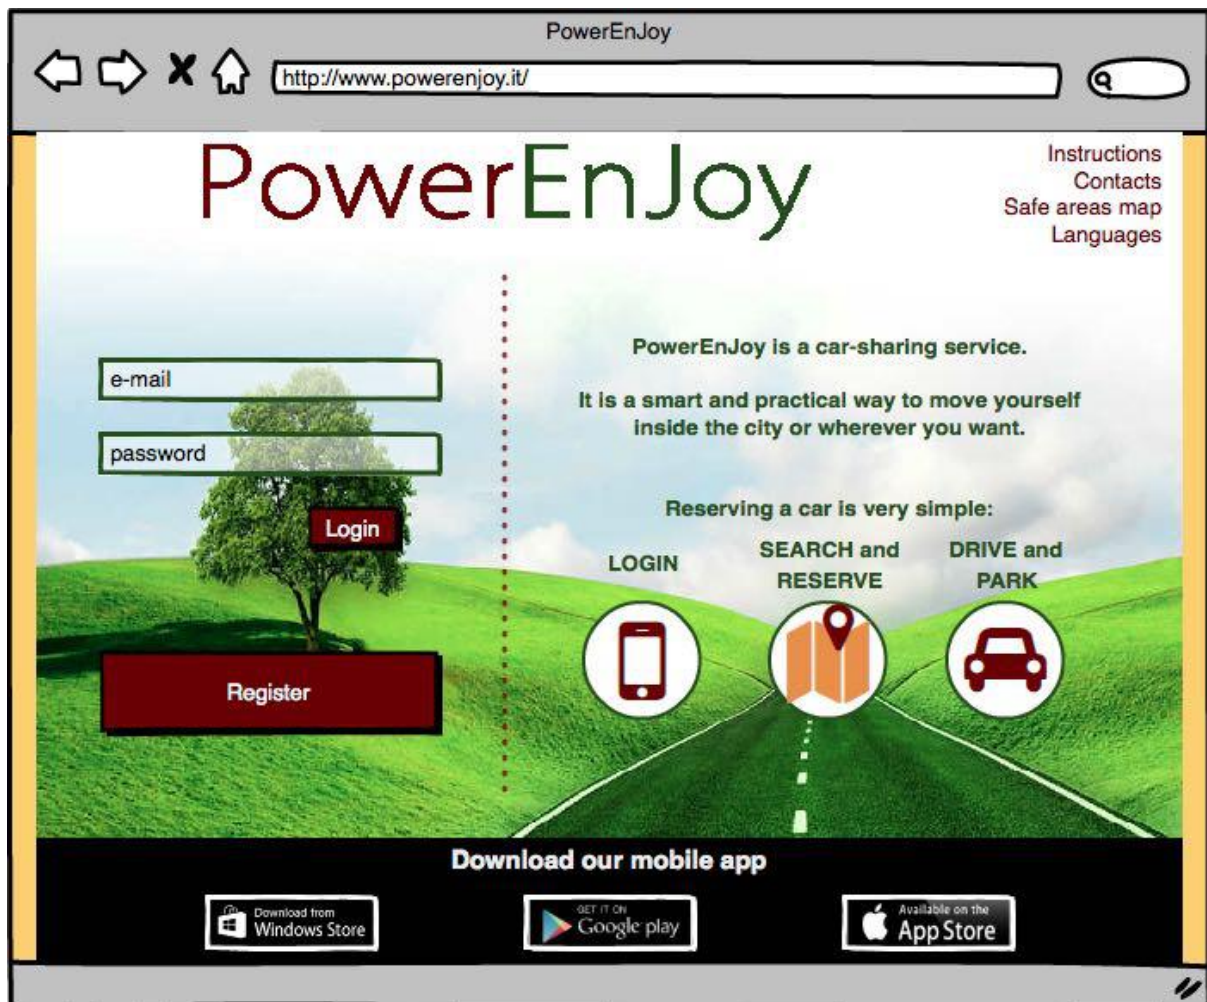 PowerEnJoy
http://www.powerenjoy.it/
PowerEnJoy
Instructions
Contacts
Safe areas map
Languages
e-mail
password
Login
Register
PowerEnJoy is a car-sharing service.
It is a smart and practical way to move yourself
inside the city or wherever you want.
Reserving a car is very simple:
LOGIN
SEARCH and
RESERVE
DRIVE and
PARK
Download our mobile app
Download from
Windows Store
GET IT ON
Google play
Available on the
App Store